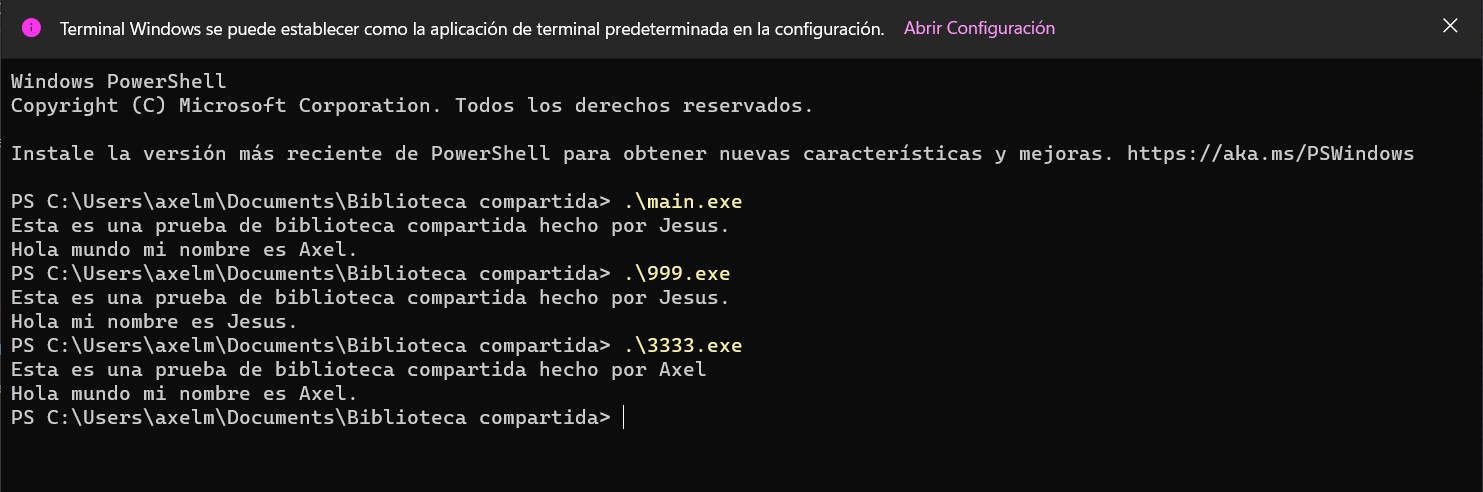 Terminal Windows se puede establecer como la aplicación de terminal predeterminada en la configuración. Abrir Configuración
Windows PowerShell
Copyright (C) Microsoft Corporation. Todos los derechos reservados.
Instale la versión más reciente de PowerShell para obtener nuevas características y mejoras. https://aka.ms/PSWindows
PS C:\Users\axelm\Documents\Biblioteca compartida> .\main.exe
Esta es una prueba de biblioteca compartida hecho por Jesus.
Hola mundo mi nombre es Axel.
PS C:\Users\axelm\Documents\Biblioteca compartida> .\999.exe
Esta es una prueba de biblioteca compartida hecho por Jesus.
Hola mi nombre es Jesus.
PS C:\Users\axelm\Documents\Biblioteca compartida> .\3333.exe
Esta es una prueba de biblioteca compartida hecho por Axel
Hola mundo mi nombre es Axel.
PS C:\Users\axelm\Documents\Biblioteca compartida>